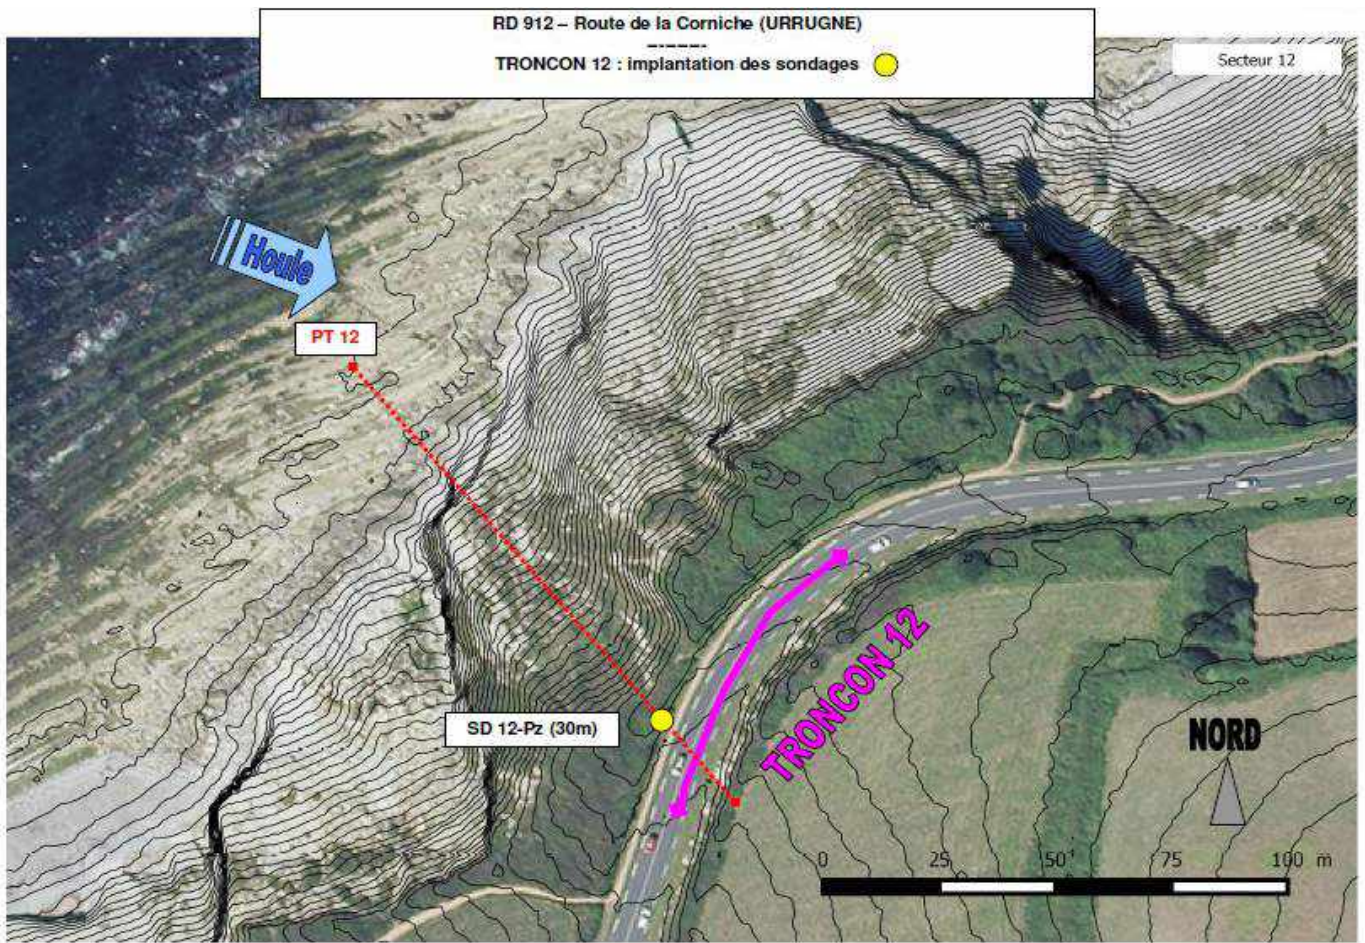 RD 912 – Route de la Corniche (URRUGNE)
TRONCON 12 : implantation des sondages
Secteur 12
Houle
PT 12
SD 12-Pz (30m)
TRONCON 12
NORD
0 25 50 75 100 m